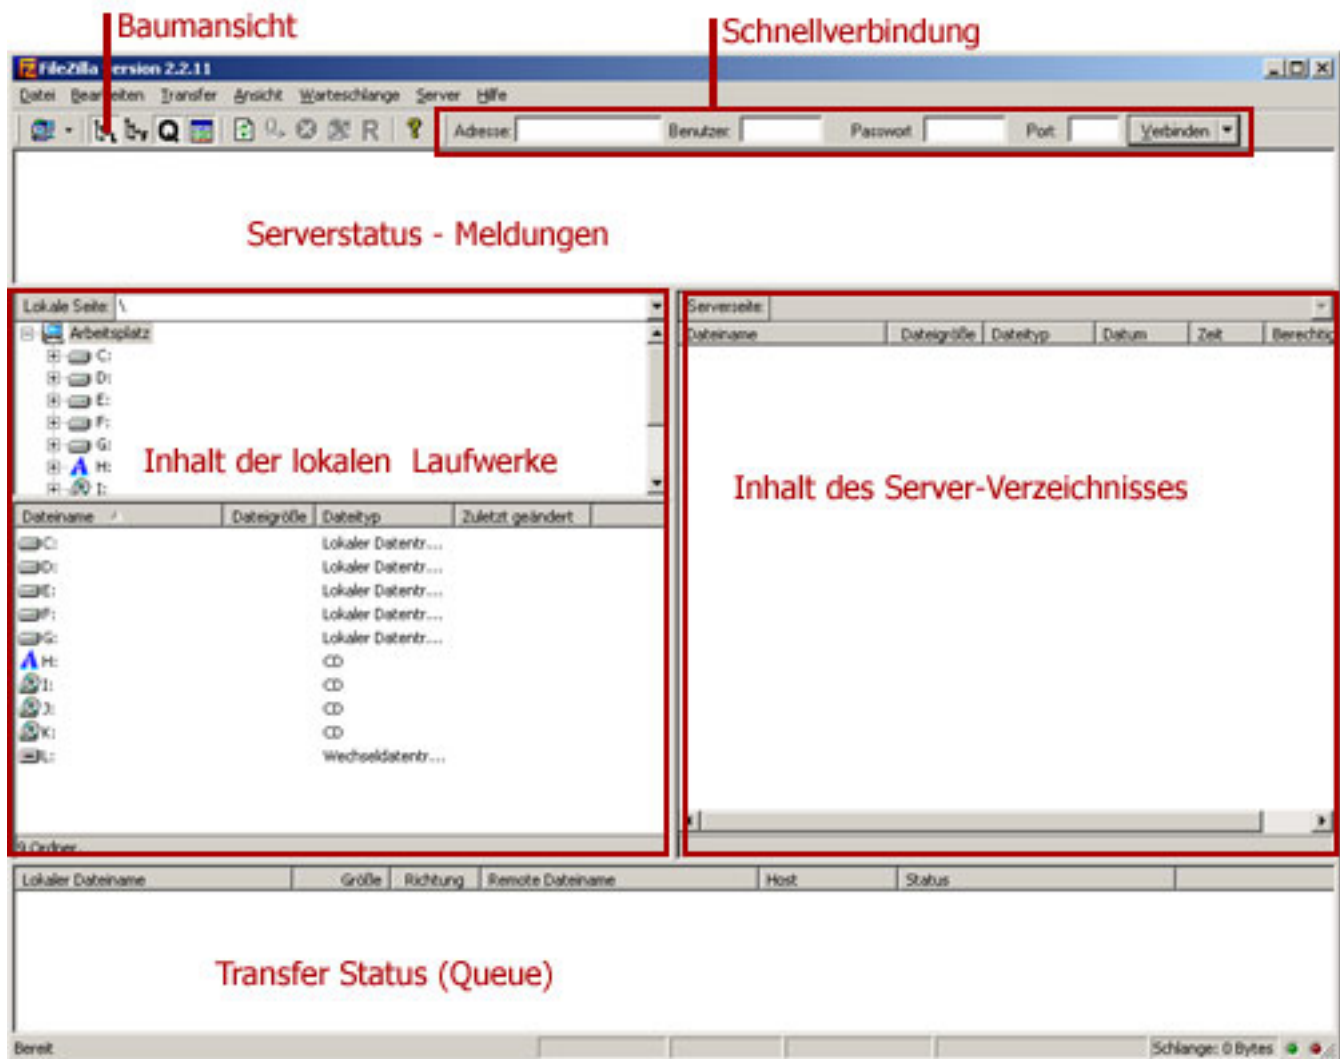 Baumansicht
Schnellverbindung
FileZilla version 2.2.11
Datei Bearbeiten Transfer Ansicht Warteschlange Server Hilfe
Q R ? Adresse: Benutzer: Passwort: Port: Verbinden
Serverstatus - Meldungen
Lokale Seite: \
Serverseite:
Arbeitsplatz
C:
D:
E:
F:
G:
H:
I:
Dateiname Dateigröße Dateityp Datum Zeit Berechtig
Inhalt der lokalen Laufwerke
Inhalt des Server-Verzeichnisses
Dateiname Dateigröße Dateityp Zuletzt geändert
C: Lokaler Datentr...
D: Lokaler Datentr...
E: Lokaler Datentr...
F: Lokaler Datentr...
G: Lokaler Datentr...
H: CD
I: CD
J: CD
K: CD
L: Wechseldatentr...
9 Ordner.
Lokaler Dateiname Größe Richtung Remote Dateiname Host Status
Transfer Status (Queue)
Bereit Schlange: 0 Bytes